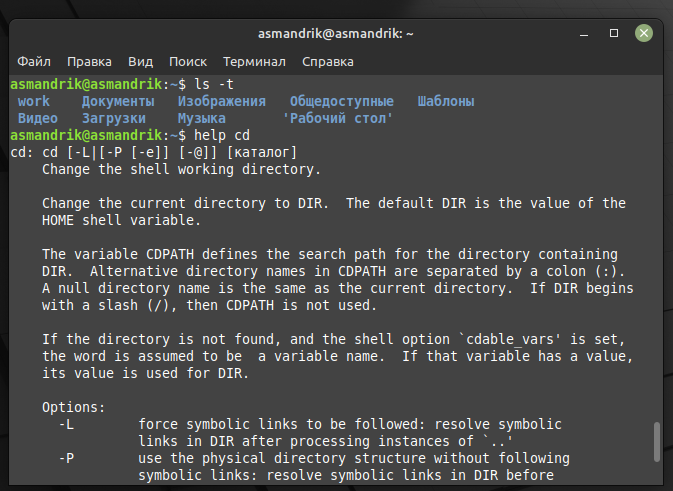 asmandrik@asmandrik: ~
Файл Правка Вид Поиск Терминал Справка
asmandrik@asmandrik:~$ ls -t
work Документы Изображения Общедоступные Шаблоны
Видео Загрузки Музыка 'Рабочий стол'
asmandrik@asmandrik:~$ help cd
cd: cd [-L|[-P [-e]] [-@]] [каталог]
Change the shell working directory.
Change the current directory to DIR. The default DIR is the value of the
HOME shell variable.
The variable CDPATH defines the search path for the directory containing
DIR. Alternative directory names in CDPATH are separated by a colon (:).
A null directory name is the same as the current directory. If DIR begins
with a slash (/), then CDPATH is not used.
If the directory is not found, and the shell option `cdable_vars' is set,
the word is assumed to be  a variable name. If that variable has a value,
its value is used for DIR.
Options:
-L force symbolic links to be followed: resolve symbolic
links in DIR after processing instances of `..'
-P use the physical directory structure without following
symbolic links: resolve symbolic links in DIR before